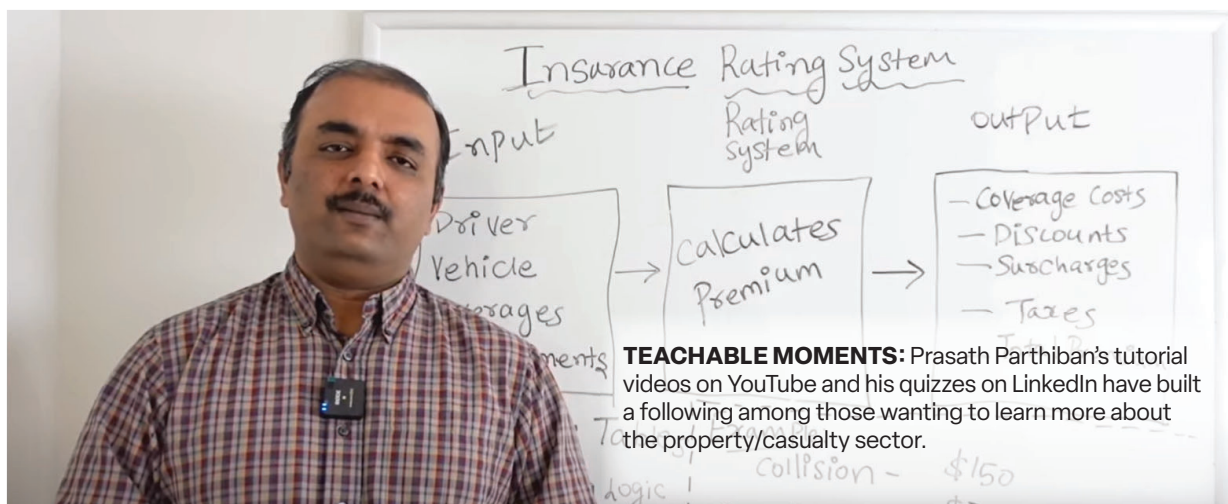 Insurance Rating System
Input
Rating
system
output
Driver
Vehicle
erages
ments
Calculates
Premium
- Coverage Costs
- Discounts
- Surcharges
- Taxes
TEACHABLE MOMENTS: Prasath Parthiban’s tutorial
videos on YouTube and his quizzes on LinkedIn have built
a following among those wanting to learn more about
the property/casualty sector.
Collision - $150
Logic